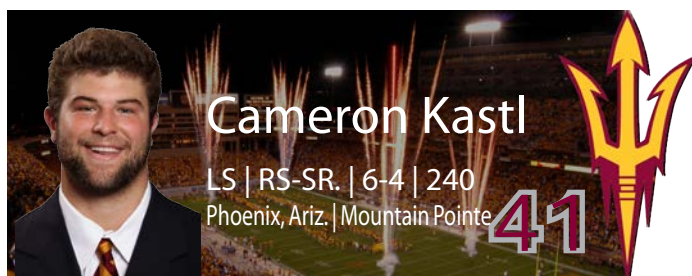 Cameron Kastl
LS | RS-SR. | 6-4 | 240
Phoenix, Ariz. | Mountain Pointe
41